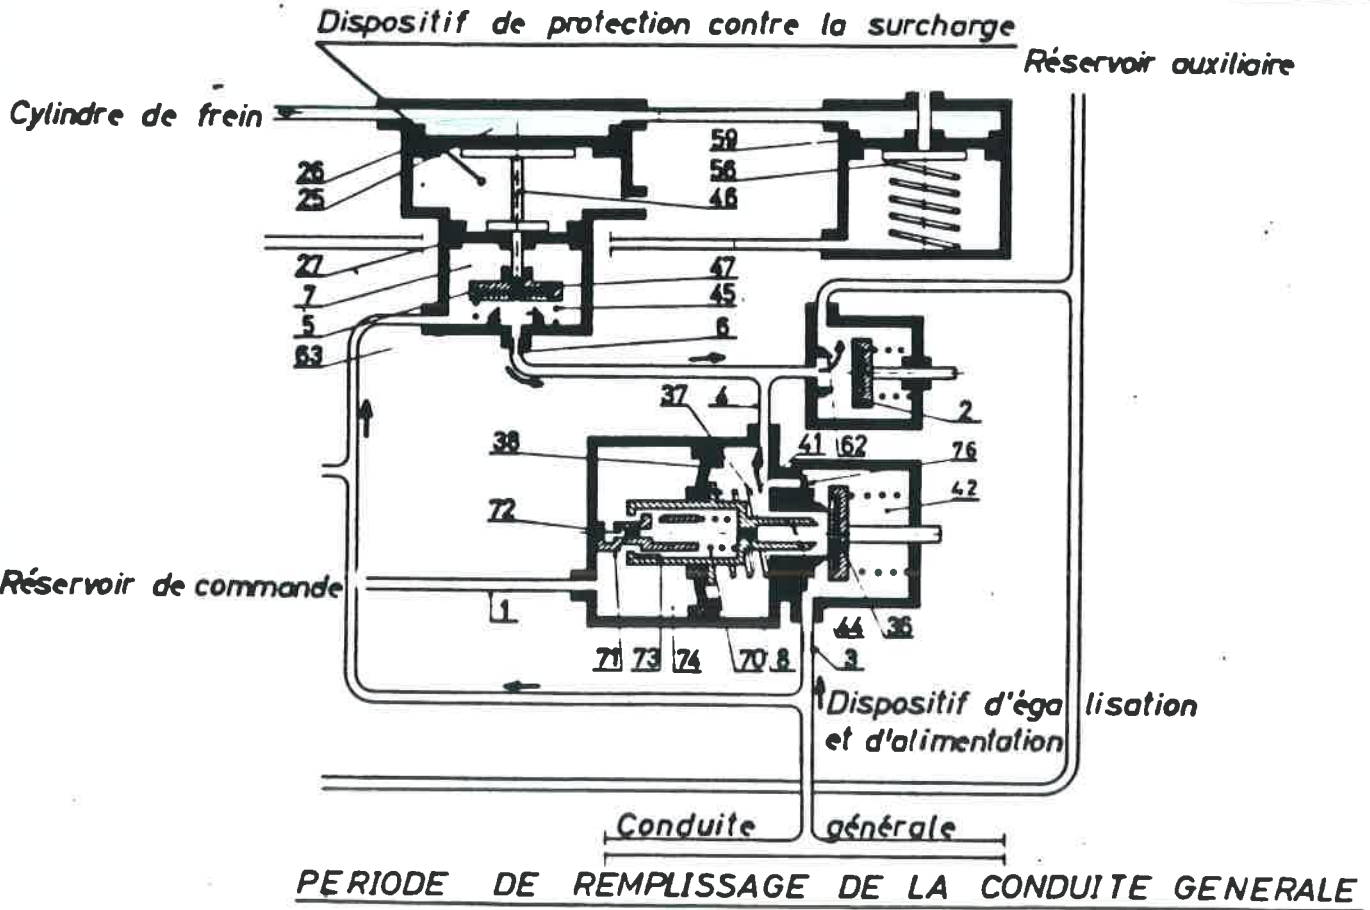 Dispositif de protection contre la surcharge
Réservoir auxiliaire
Cylindre de frein
26
25
59
56
46
27
7
5
63
47
45
6
37
4
2
38
41 62 76
42
72
Réservoir de commande
1
44 36
71 73 74 70 8 3
Dispositif d'éga lisation
et d'alimentation
Conduite générale
PERIODE DE REMPLISSAGE DE LA CONDUITE GENERALE